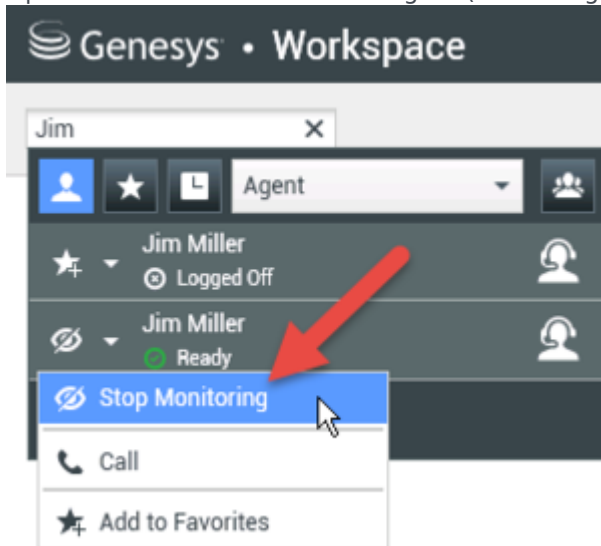 Genesys • Workspace
Jim
Agent
Jim Miller
Logged Off
Jim Miller
Ready
Stop Monitoring
Call
Add to Favorites